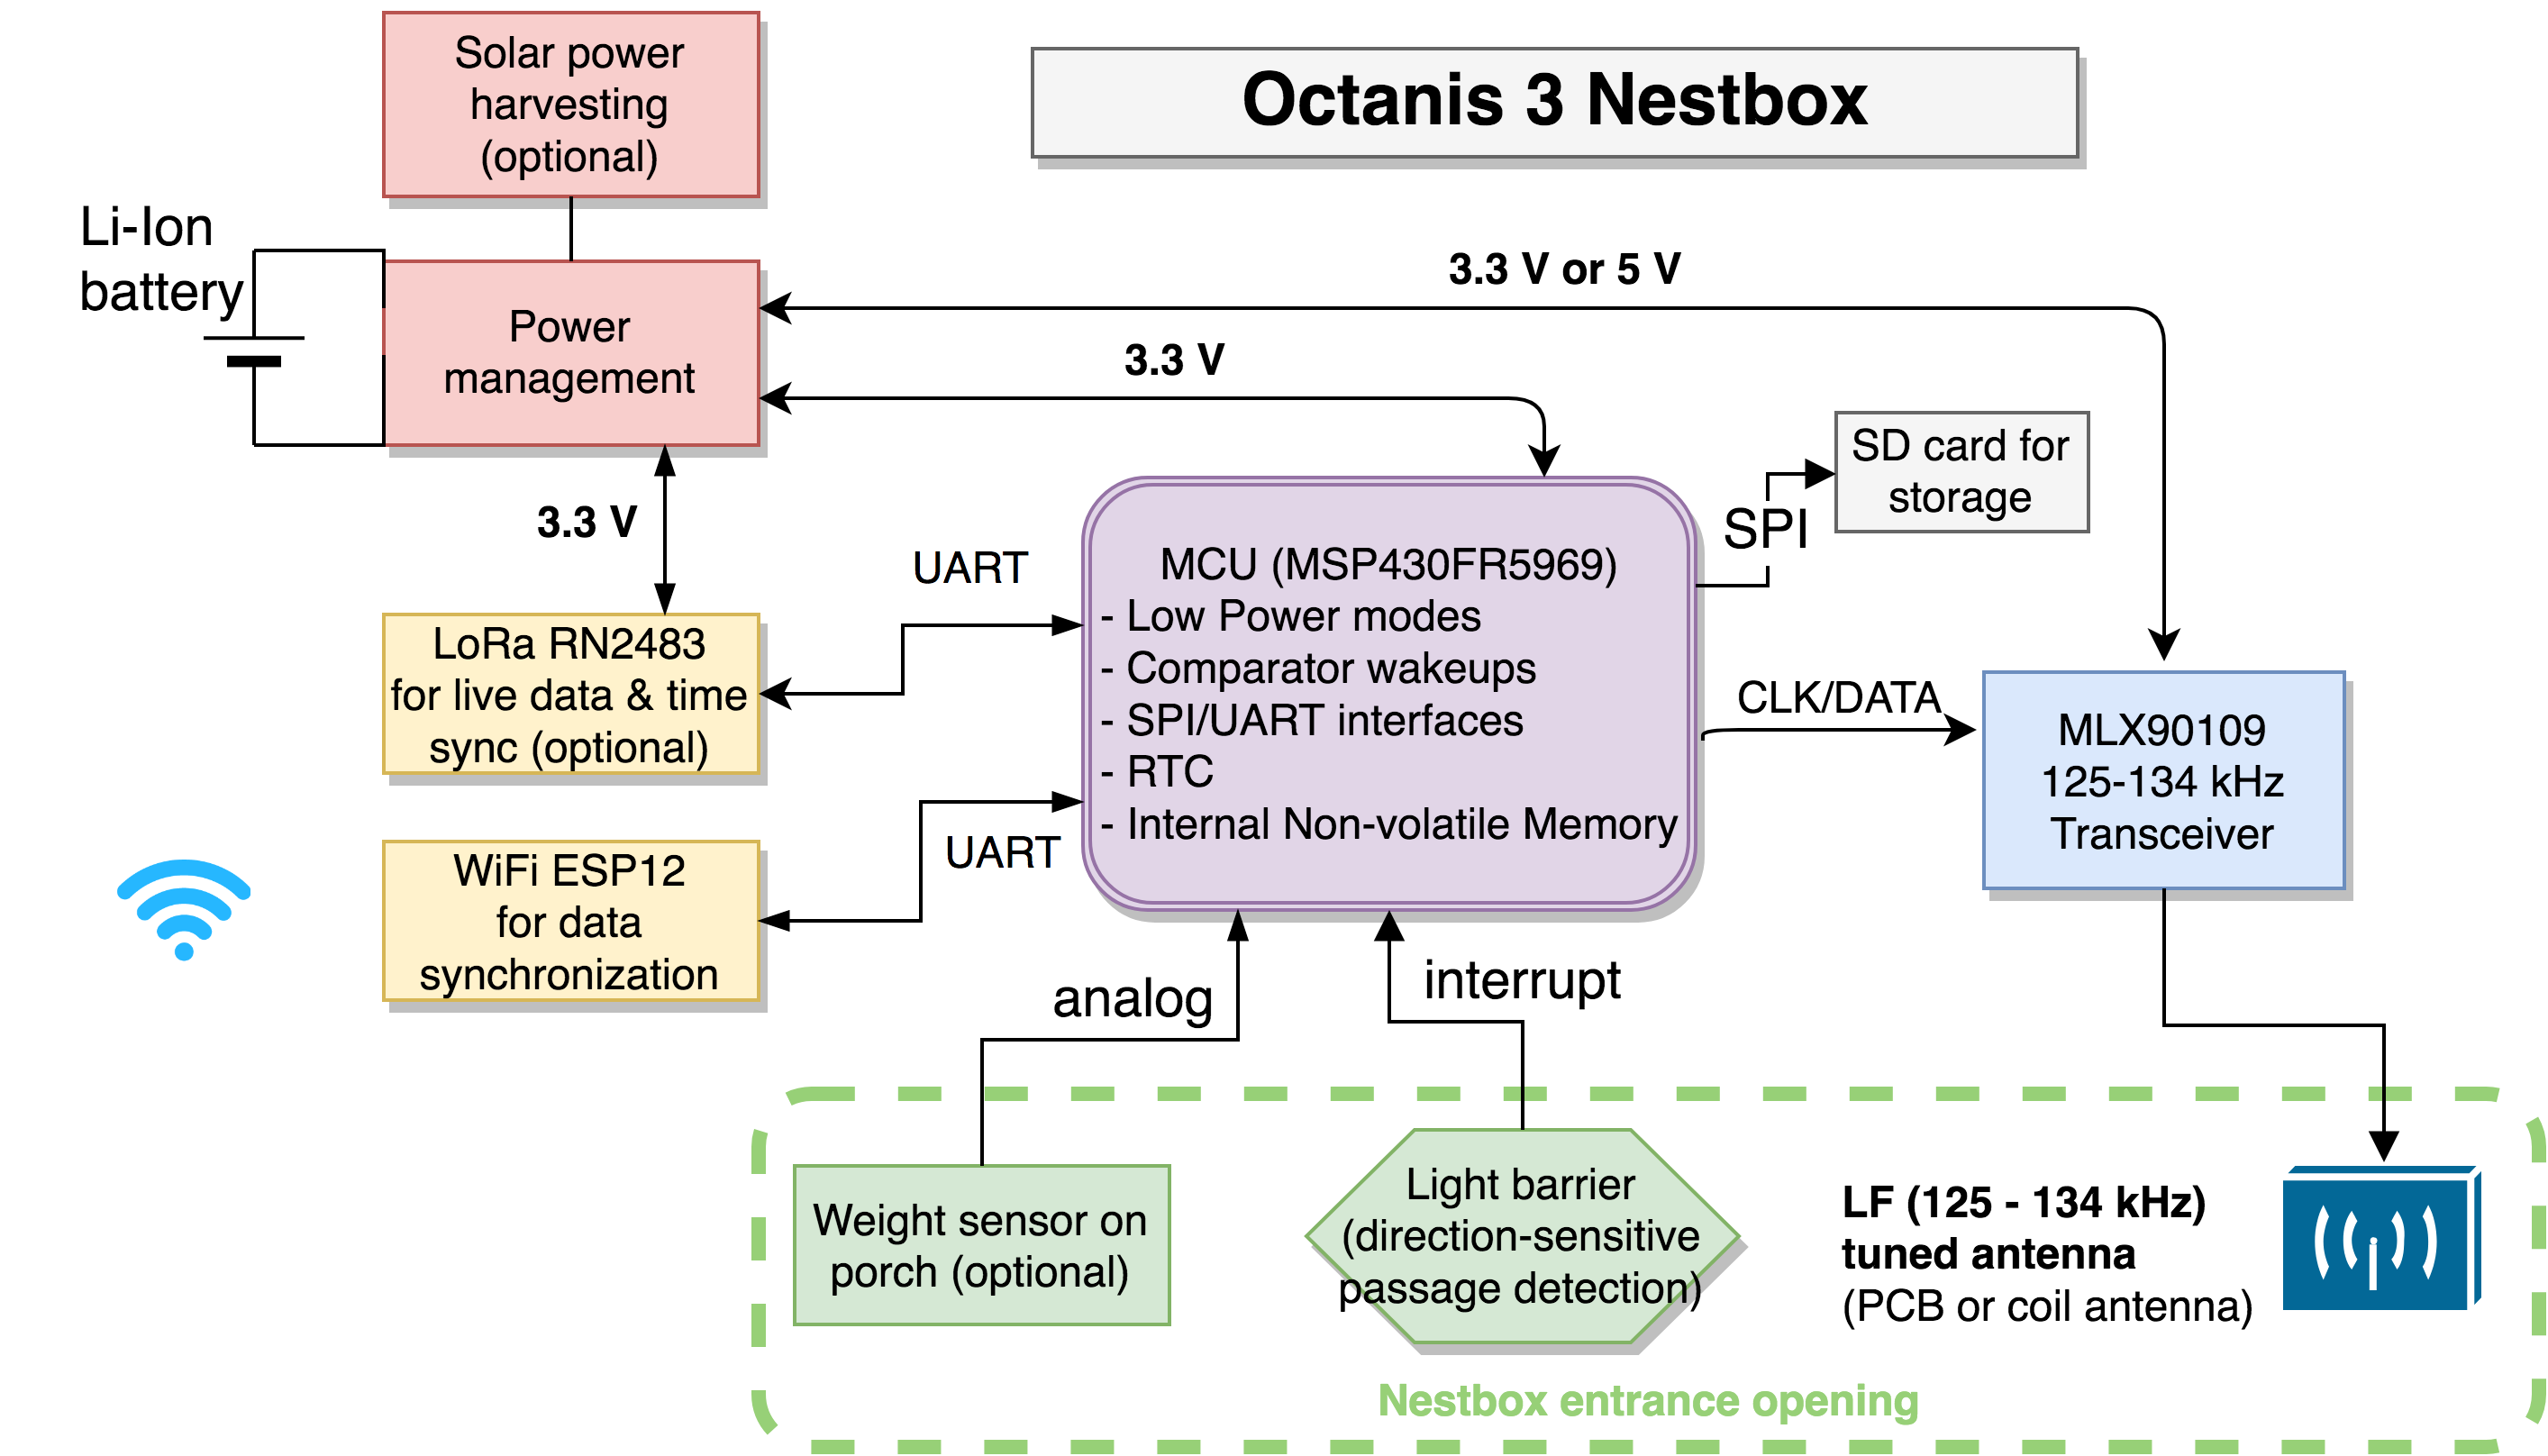 Solar power
harvesting
(optional)
Octanis 3 Nestbox
Li-Ion
battery
Power
management
3.3 V or 5 V
3.3 V
3.3 V
SD card for
storage
SPI
UART
LoRa RN2483
for live data & time
sync (optional)
MCU (MSP430FR5969)
- Low Power modes
- Comparator wakeups
- SPI/UART interfaces
- RTC
- Internal Non-volatile Memory
CLK/DATA
MLX90109
125-134 kHz
Transceiver
UART
WiFi ESP12
for data
synchronization
analog
interrupt
Weight sensor on
porch (optional)
Light barrier
(direction-sensitive
passage detection)
LF (125 - 134 kHz)
tuned antenna
(PCB or coil antenna)
Nestbox entrance opening